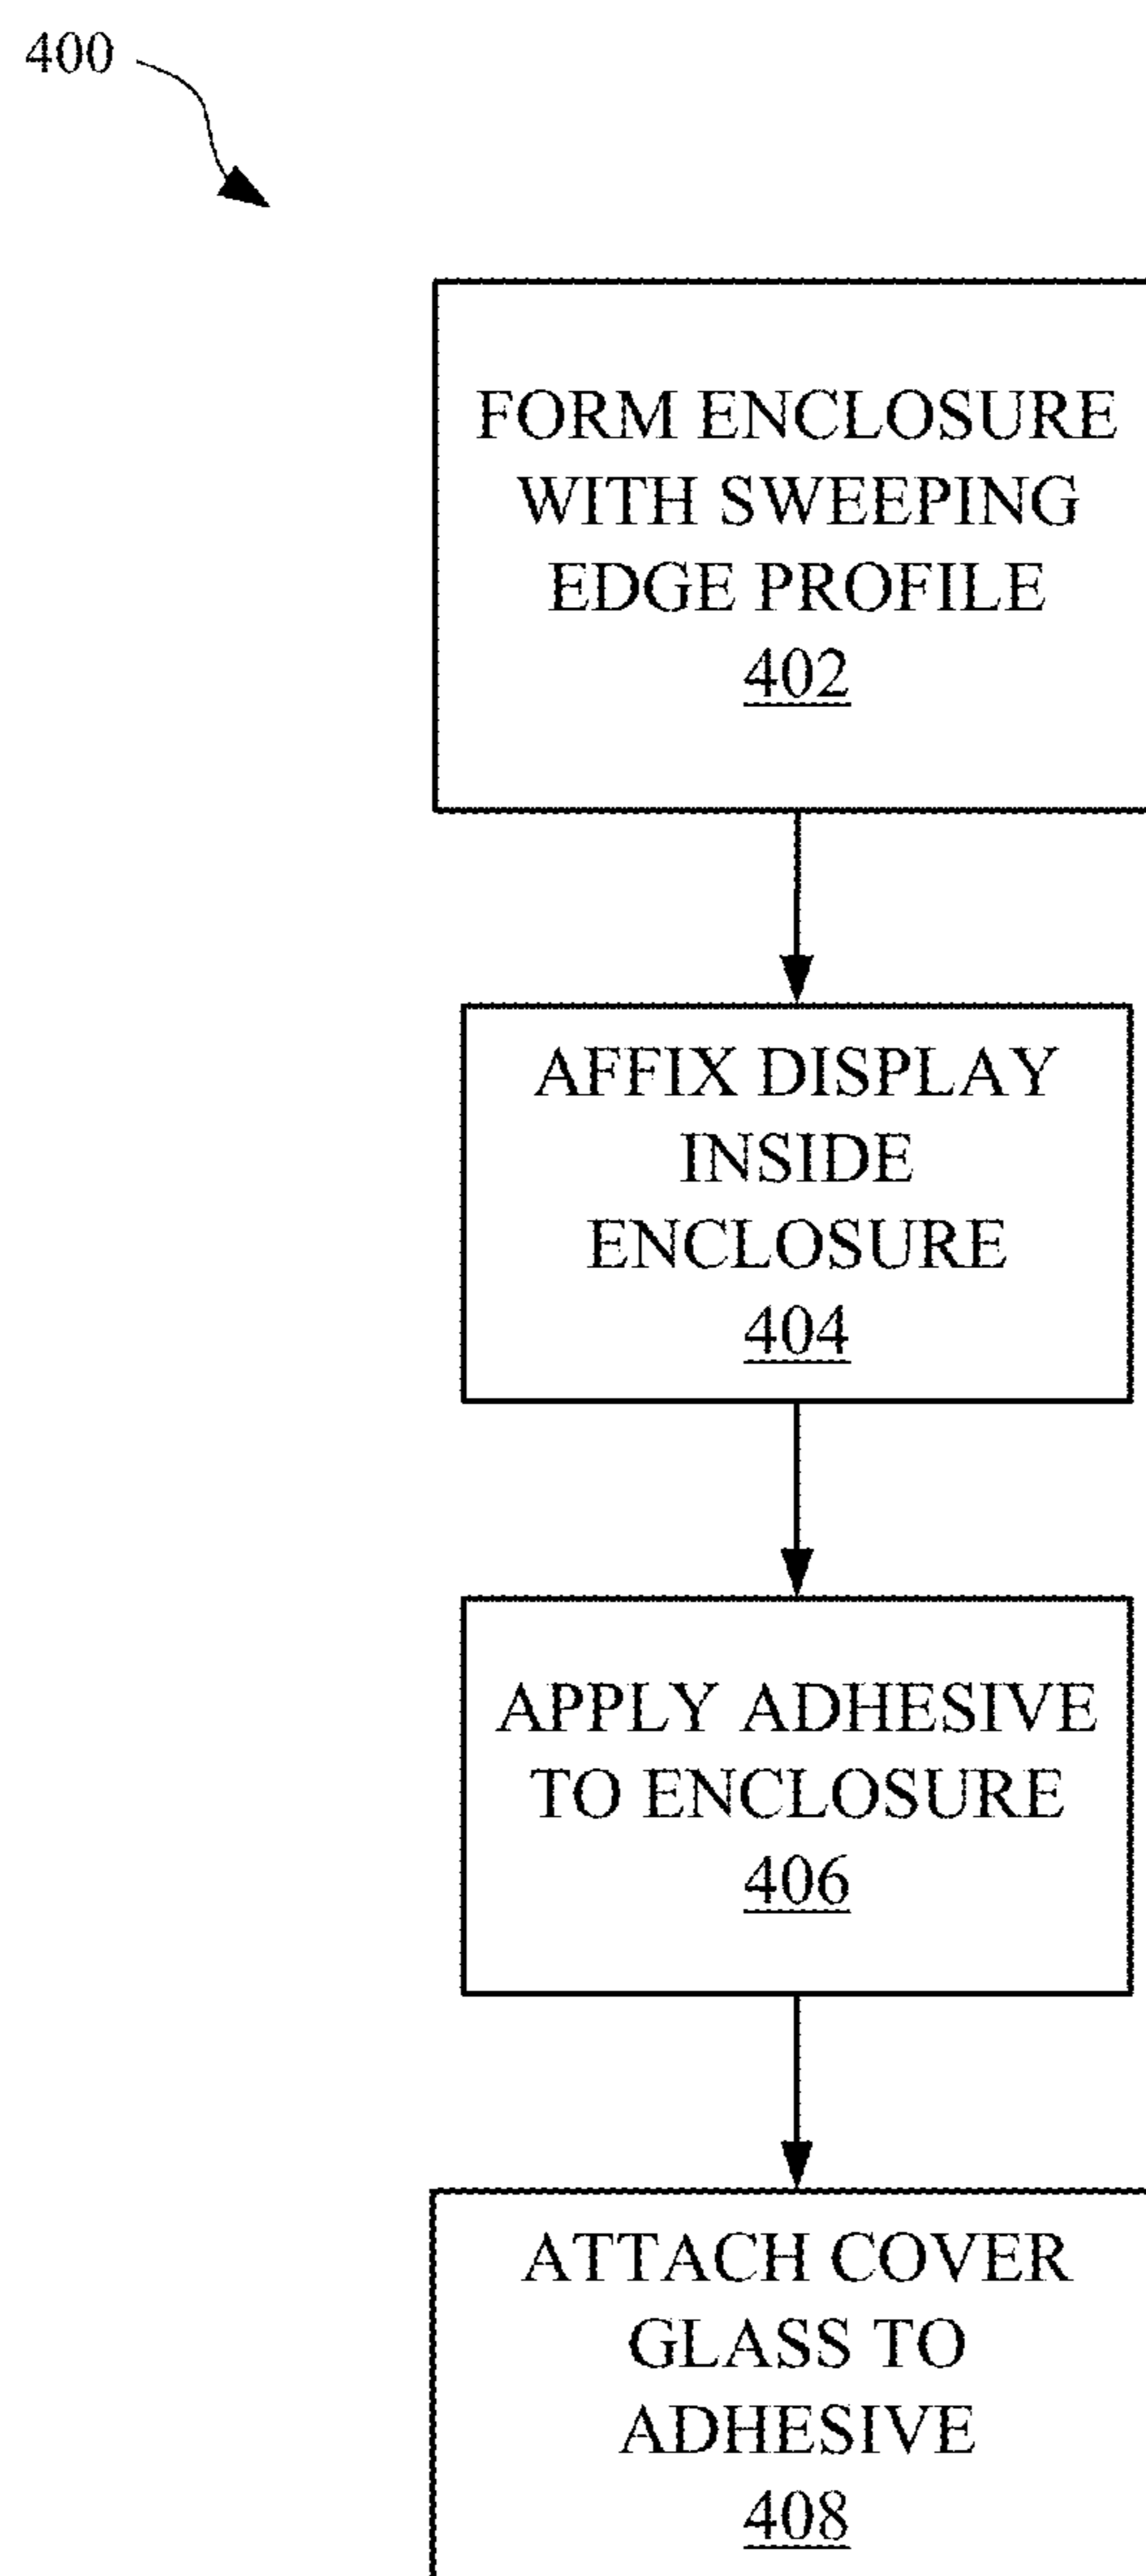 400
FORM ENCLOSURE
WITH SWEEPING
EDGE PROFILE
402
AFFIX DISPLAY
INSIDE
ENCLOSURE
404
APPLY ADHESIVE
TO ENCLOSURE
406
ATTACH COVER
GLASS TO
ADHESIVE
408